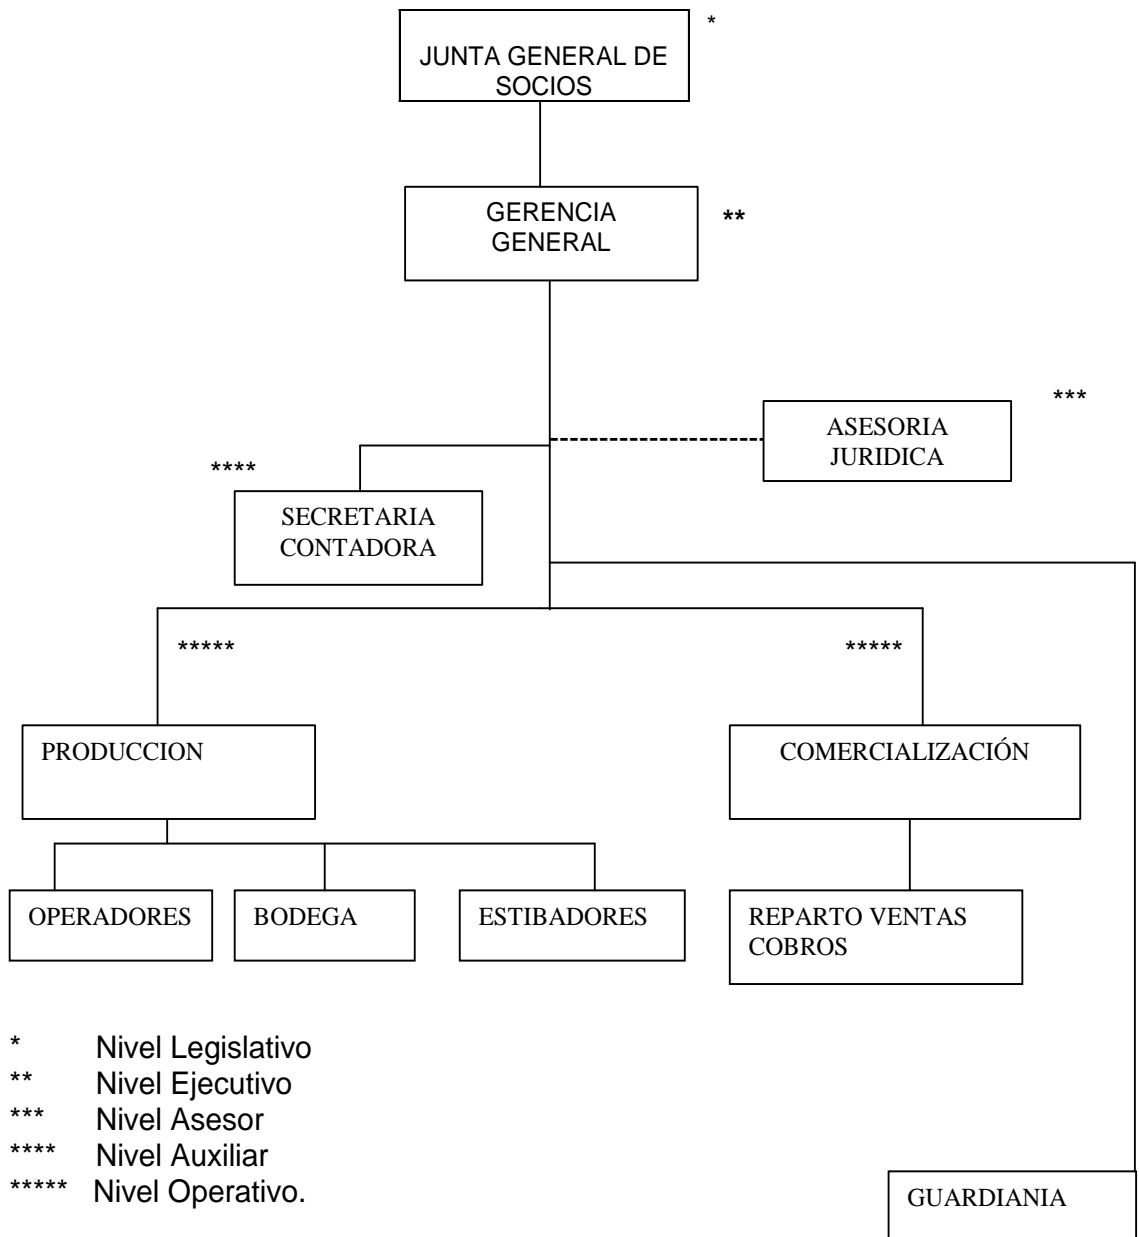 *
JUNTA GENERAL DE
SOCIOS
GERENCIA
GENERAL
**
***
ASESORIA
JURIDICA
****
SECRETARIA
CONTADORA
*****
*****
PRODUCCION
COMERCIALIZACIÓN
OPERADORES
BODEGA
ESTIBADORES
REPARTO VENTAS
COBROS
* Nivel Legislativo
** Nivel Ejecutivo
*** Nivel Asesor
**** Nivel Auxiliar
***** Nivel Operativo.
GUARDIANIA